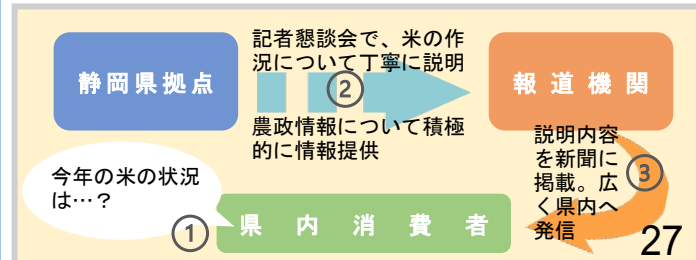 静岡県拠点
記者懇談会で、米の作
況について丁寧に説明
②
農政情報について積極
的に情報提供
報道機関
説明内容
を新聞に
掲載。広
く県内へ
発信
③
今年の米の状況
は…？
①
県内消費者
27